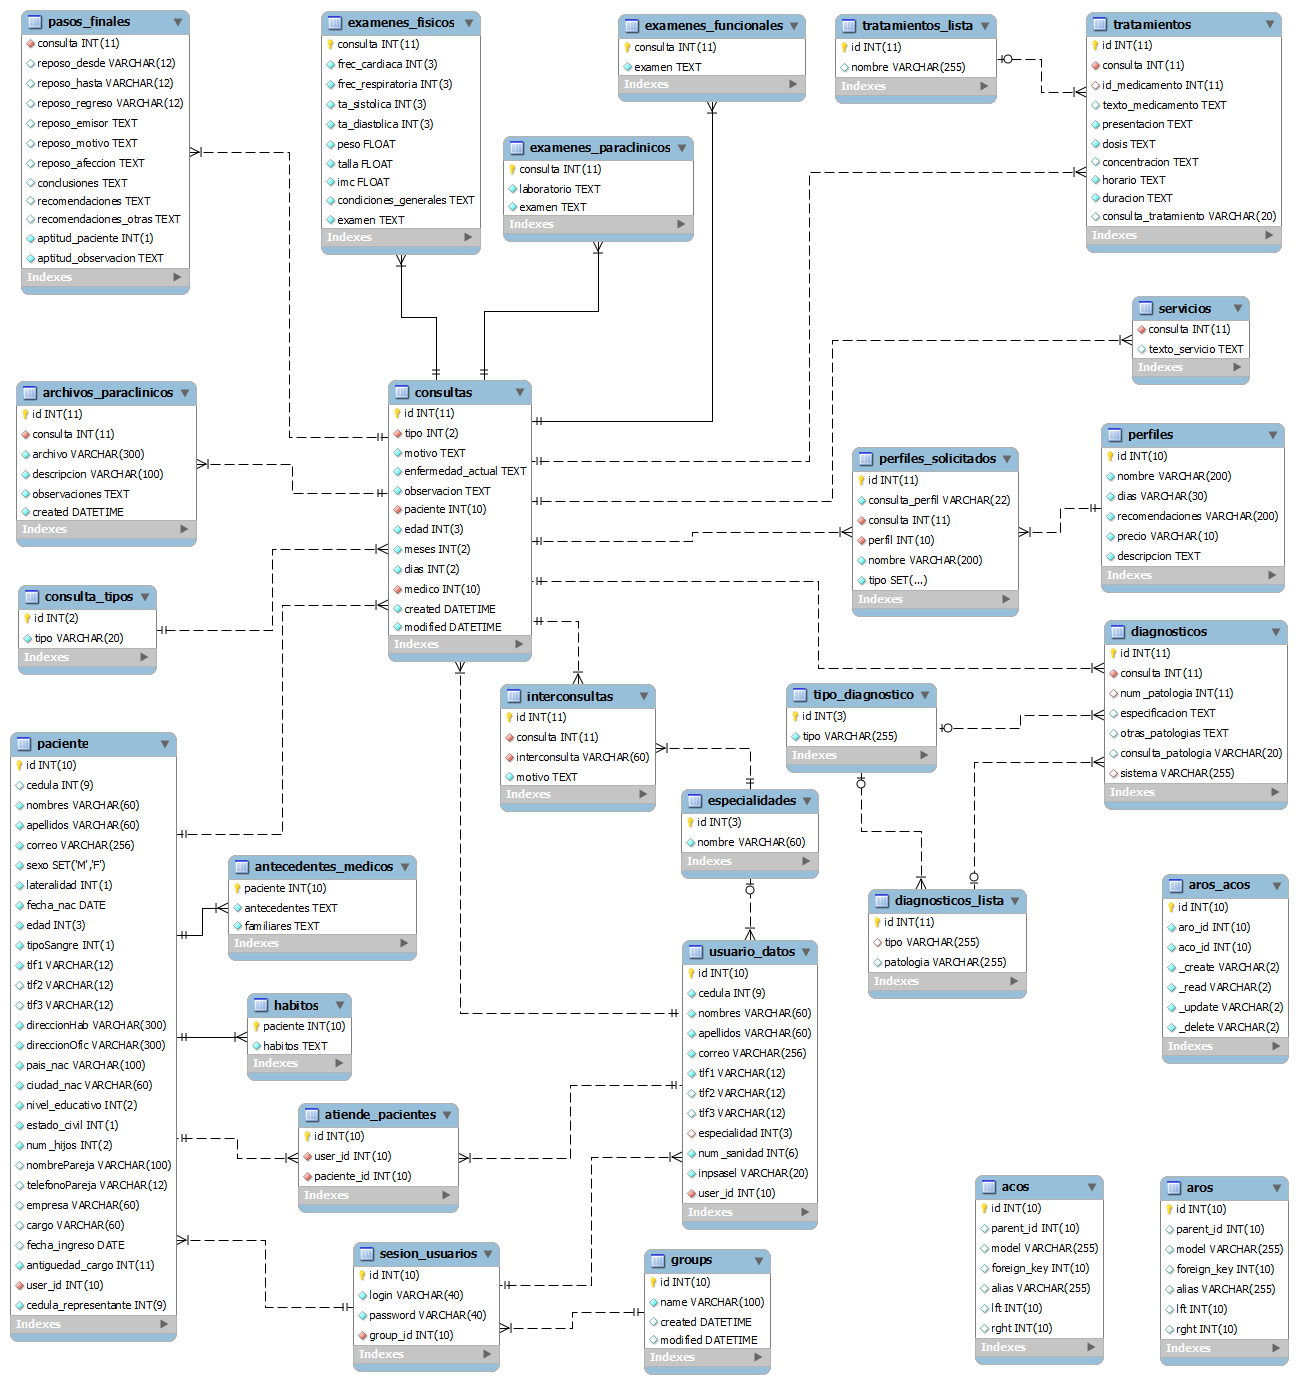 pasos_finales
consulta INT(11)
reposo_desde VARCHAR(12)
reposo_hasta VARCHAR(12)
reposo_regreso VARCHAR(12)
reposo_emisor TEXT
reposo_motivo TEXT
reposo_afeccion TEXT
conclusiones TEXT
recomendaciones TEXT
recomendaciones_otras TEXT
aptitud_paciente INT(1)
aptitud_observacion TEXT
Indexes
examenes_fisicos
consulta INT(11)
frec_cardiaca INT(3)
frec_respiratoria INT(3)
ta_sistolica INT(3)
ta_diastolica INT(3)
peso FLOAT
talla FLOAT
imc FLOAT
condiciones_generales TEXT
examen TEXT
Indexes
examenes_funcionales
consulta INT(11)
examen TEXT
Indexes
tratamientos_lista
id INT(11)
nombre VARCHAR(255)
Indexes
tratamientos
id INT(11)
consulta INT(11)
id_medicamento INT(11)
texto_medicamento TEXT
presentacion TEXT
dosis TEXT
concentracion TEXT
horario TEXT
duracion TEXT
consulta_tratamiento VARCHAR(20)
Indexes
examenes_paraclinicos
consulta INT(11)
laboratorio TEXT
examen TEXT
Indexes
servicios
consulta INT(11)
texto_servicio TEXT
Indexes
archivos_paraclinicos
id INT(11)
consulta INT(11)
archivo VARCHAR(300)
descripcion VARCHAR(100)
observaciones TEXT
created DATETIME
Indexes
consultas
id INT(11)
tipo INT(2)
motivo TEXT
enfermedad_actual TEXT
observacion TEXT
paciente INT(10)
edad INT(3)
meses INT(2)
dias INT(2)
medico INT(10)
created DATETIME
modified DATETIME
Indexes
perfiles_solicitados
id INT(11)
consulta_perfil VARCHAR(22)
consulta INT(11)
perfil INT(10)
nombre VARCHAR(200)
tipo SET(...)
Indexes
perfiles
id INT(10)
nombre VARCHAR(200)
dias VARCHAR(30)
recomendaciones VARCHAR(200)
precio VARCHAR(10)
descripcion TEXT
Indexes
consulta_tipos
id INT(2)
tipo VARCHAR(20)
Indexes
diagnosticos
id INT(11)
consulta INT(11)
num_patologia INT(11)
especificacion TEXT
otras_patologias TEXT
consulta_patologia VARCHAR(20)
sistema VARCHAR(255)
Indexes
interconsultas
id INT(11)
consulta INT(11)
interconsulta VARCHAR(60)
motivo TEXT
Indexes
tipo_diagnostico
id INT(3)
tipo VARCHAR(255)
Indexes
paciente
id INT(10)
cedula INT(9)
nombres VARCHAR(60)
apellidos VARCHAR(60)
correo VARCHAR(256)
sexo SET('M','F')
lateralidad INT(1)
fecha_nac DATE
edad INT(3)
tipoSangre INT(1)
tlf1 VARCHAR(12)
tlf2 VARCHAR(12)
tlf3 VARCHAR(12)
direccionHab VARCHAR(300)
direccionOfic VARCHAR(300)
pais_nac VARCHAR(100)
ciudad_nac VARCHAR(60)
nivel_educativo INT(2)
estado_civil INT(1)
num_hijos INT(2)
nombrePareja VARCHAR(100)
telefonoPareja VARCHAR(12)
empresa VARCHAR(60)
cargo VARCHAR(60)
fecha_ingreso DATE
antiguedad_cargo INT(11)
user_id INT(10)
cedula_representante INT(9)
Indexes
especialidades
id INT(3)
nombre VARCHAR(60)
Indexes
antecedentes_medicos
paciente INT(10)
antecedentes TEXT
familiares TEXT
Indexes
diagnosticos_lista
id INT(11)
tipo VARCHAR(255)
patologia VARCHAR(255)
Indexes
aros_acos
id INT(10)
aro_id INT(10)
aco_id INT(10)
_create VARCHAR(2)
_read VARCHAR(2)
_update VARCHAR(2)
_delete VARCHAR(2)
Indexes
habitos
paciente INT(10)
habitos TEXT
Indexes
usuario_datos
id INT(10)
cedula INT(9)
nombres VARCHAR(60)
apellidos VARCHAR(60)
correo VARCHAR(256)
tlf1 VARCHAR(12)
tlf2 VARCHAR(12)
tlf3 VARCHAR(12)
especialidad INT(3)
num_sanidad INT(6)
inpsasel VARCHAR(20)
user_id INT(10)
Indexes
atiende_pacientes
id INT(10)
user_id INT(10)
paciente_id INT(10)
Indexes
sesion_usuarios
id INT(10)
login VARCHAR(40)
password VARCHAR(40)
group_id INT(10)
Indexes
groups
id INT(10)
name VARCHAR(100)
created DATETIME
modified DATETIME
Indexes
acos
id INT(10)
parent_id INT(10)
model VARCHAR(255)
foreign_key INT(10)
alias VARCHAR(255)
lft INT(10)
rght INT(10)
Indexes
aros
id INT(10)
parent_id INT(10)
model VARCHAR(255)
foreign_key INT(10)
alias VARCHAR(255)
lft INT(10)
rght INT(10)
Indexes